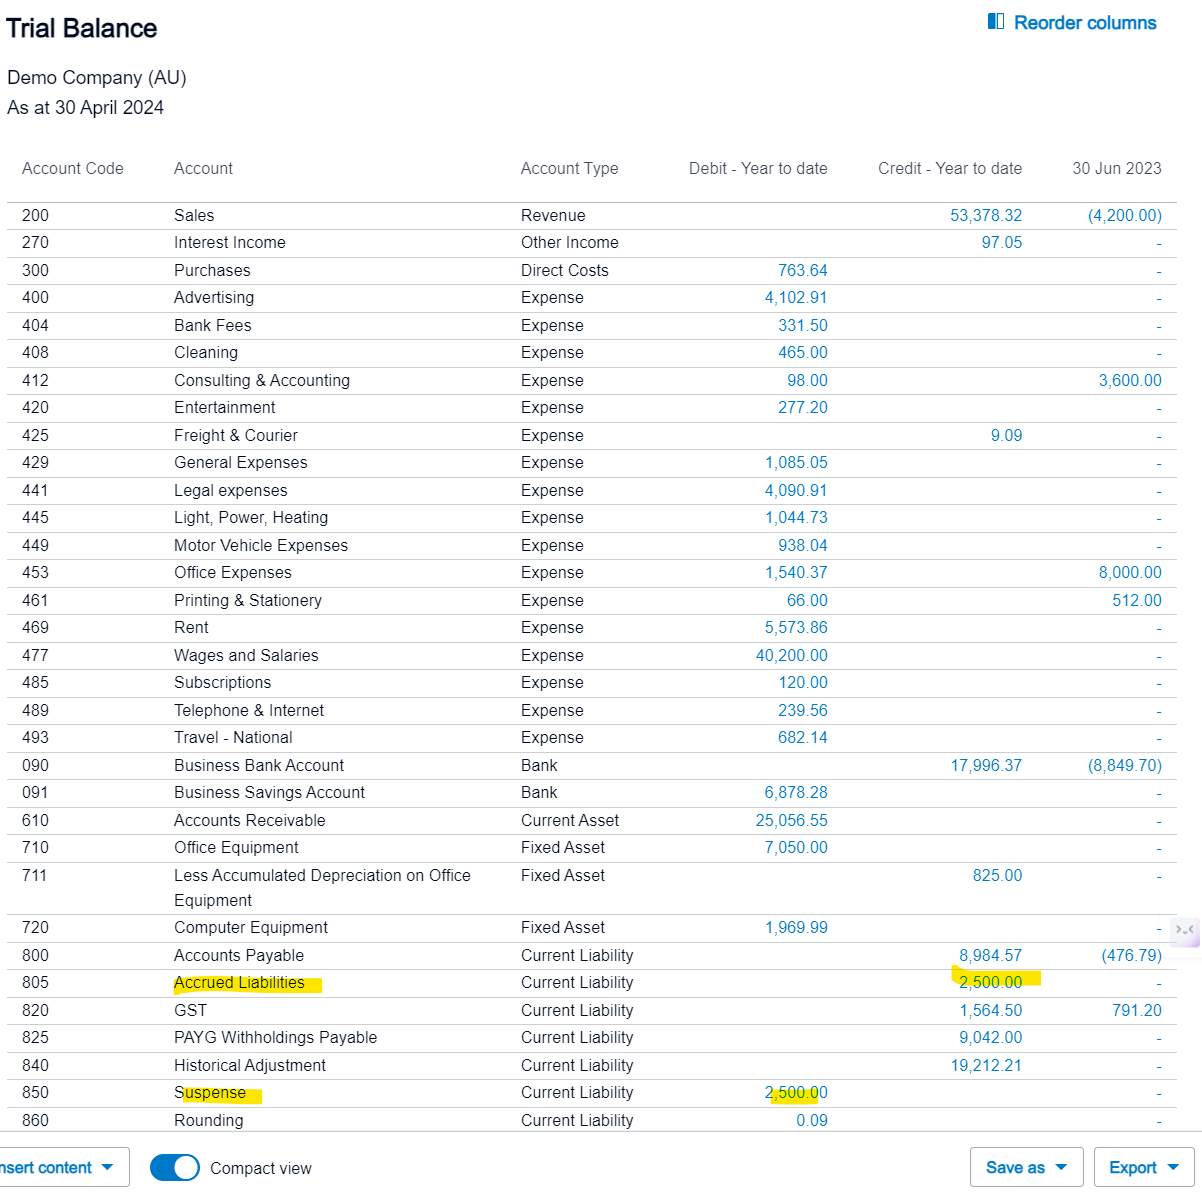 Trial Balance
Reorder columns
Demo Company (AU)
As at 30 April 2024
Account Code Account Account Type Debit - Year to date Credit - Year to date 30 Jun 2023
200 Sales Revenue 53,378.32 (4,200.00)
270 Interest Income Other Income 97.05 -
300 Purchases Direct Costs 763.64 -
400 Advertising Expense 4,102.91 -
404 Bank Fees Expense 331.50 -
408 Cleaning Expense 465.00 -
412 Consulting & Accounting Expense 98.00 3,600.00
420 Entertainment Expense 277.20 -
425 Freight & Courier Expense 9.09 -
429 General Expenses Expense 1,085.05 -
441 Legal expenses Expense 4,090.91 -
445 Light, Power, Heating Expense 1,044.73 -
449 Motor Vehicle Expenses Expense 938.04 -
453 Office Expenses Expense 1,540.37 8,000.00
461 Printing & Stationery Expense 66.00 512.00
469 Rent Expense 5,573.86 -
477 Wages and Salaries Expense 40,200.00 -
485 Subscriptions Expense 120.00 -
489 Telephone & Internet Expense 239.56 -
493 Travel - National Expense 682.14 -
090 Business Bank Account Bank 17,996.37 (8,849.70)
091 Business Savings Account Bank 6,878.28 -
610 Accounts Receivable Current Asset 25,056.55 -
710 Office Equipment Fixed Asset 7,050.00 -
711 Less Accumulated Depreciation on Office Fixed Asset 825.00 -
Equipment
720 Computer Equipment Fixed Asset 1,969.99 -
800 Accounts Payable Current Liability 8,984.57 (476.79)
805 Accrued Liabilities Current Liability 2,500.00 -
820 GST Current Liability 1,564.50 791.20
825 PAYG Withholdings Payable Current Liability 9,042.00 -
840 Historical Adjustment Current Liability 19,212.21 -
850 Suspense Current Liability 2,500.00 -
860 Rounding Current Liability 0.09 -
nsert content Compact view Save as Export